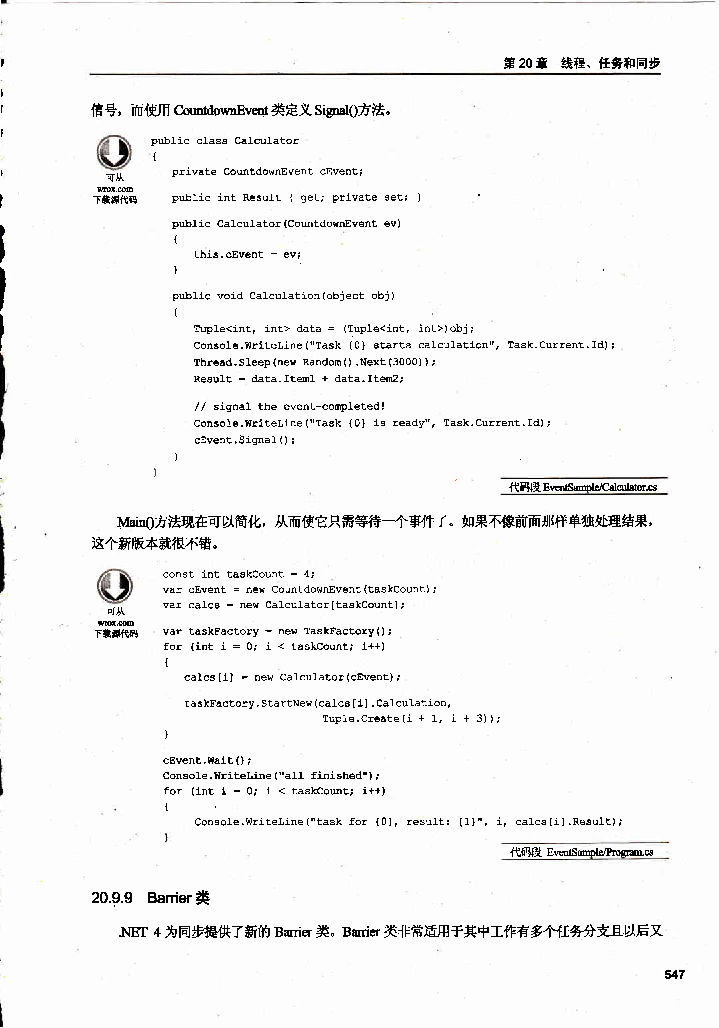 第20章 线程、任务和同步
信号，而使用 CountdownEvent 类定义 Signal()方法。
可从
wrox.com
下载源代码
public class Calculator
{
private CountdownEvent cEvent;
public int Result { get; private set; }
public Calculator(CountdownEvent ev)
{
this.cEvent = ev;
}
public void Calculation(object obj)
{
Tuple<int, int> data = (Tuple<int, int>)obj;
Console.WriteLine("Task {0} starts calculation", Task.Current.Id);
Thread.Sleep(new Random().Next(3000));
Result = data.Item1 + data.Item2;
// signal the event-completed!
Console.WriteLine("Task {0} is ready", Task.Current.Id);
cEvent.Signal();
}
}
代码段 EventSample/Calculator.cs
Main()方法现在可以简化，从而使它只需等待一个事件了。如果不像前面那样单独处理结果，
这个新版本就很不错。
可从
wrox.com
下载源代码
const int taskCount = 4;
var cEvent = new CountdownEvent(taskCount);
var calcs = new Calculator[taskCount];
var taskFactory = new TaskFactory();
for (int i = 0; i < taskCount; i++)
{
calcs[i] = new Calculator(cEvent);
taskFactory.StartNew(calcs[i].Calculation,
Tuple.Create(i + 1, i + 3));
}
cEvent.Wait();
Console.WriteLine("all finished");
for (int i = 0; i < taskCount; i++)
{
Console.WriteLine("task for {0}, result: {1}", i, calcs[i].Result);
}
代码段 EventSample/Program.cs
20.9.9 Barrier 类
.NET 4 为同步提供了新的 Barrier 类。Barrier 类非常适用于其中工作有多个任务分支且以后又
547